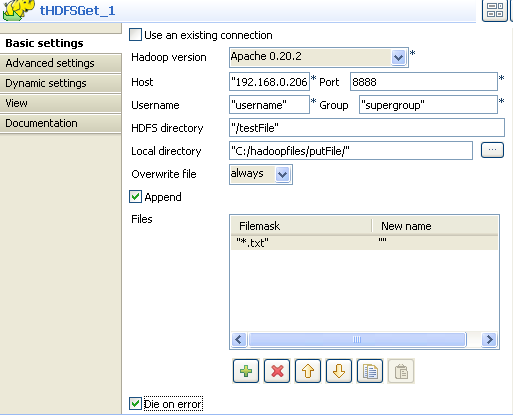 tHDFSGet_1
Basic settings
Advanced settings
Dynamic settings
View
Documentation
Use an existing connection
Hadoop version Apache 0.20.2 *
Host "192.168.0.206 * Port 8888 *
Username "username" * Group "supergroup" *
HDFS directory "/testFile"
Local directory "C:/hadoopfiles/putFile/" ...
Overwrite file always
Append
Files Filemask New name
"*.txt" ""
Die on error